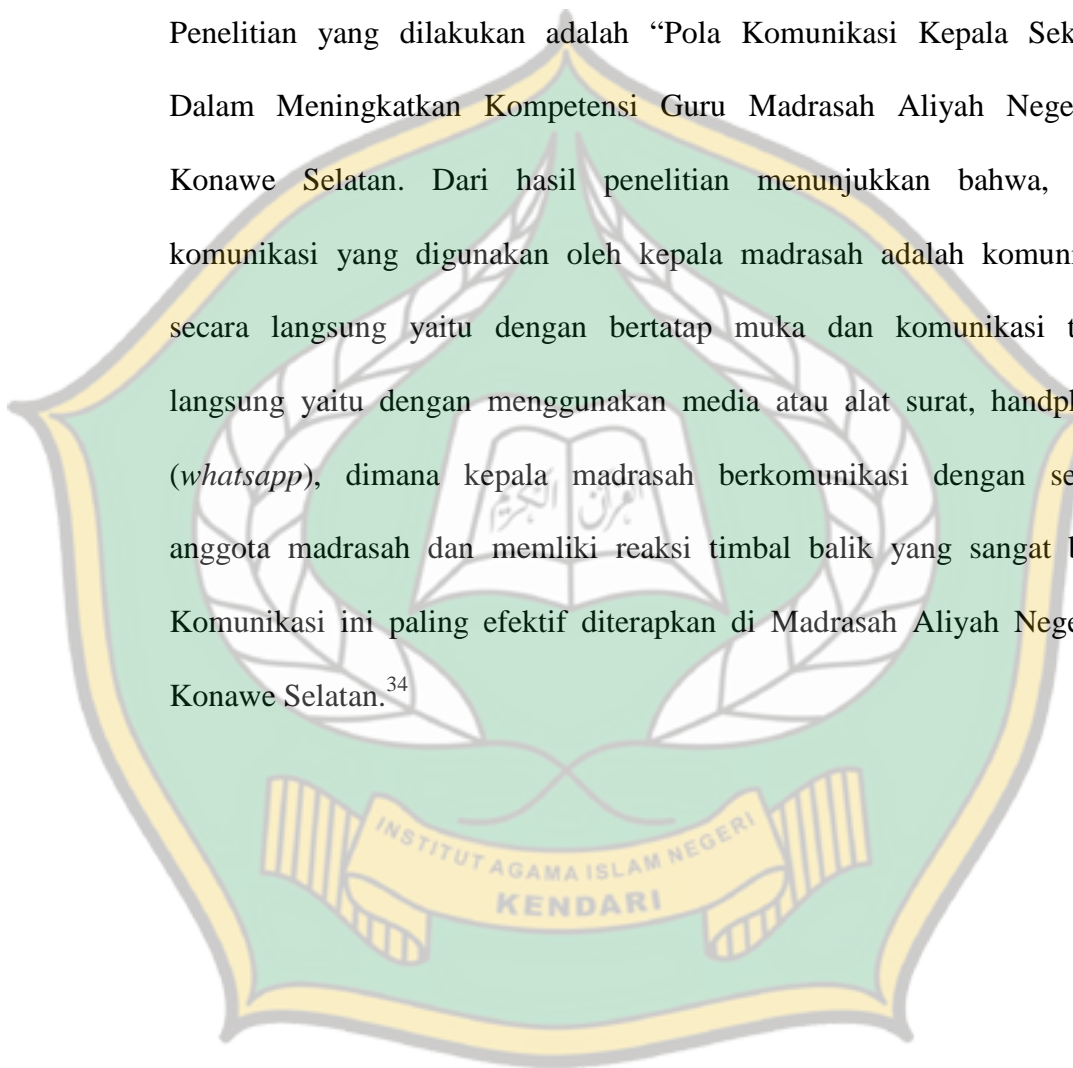 Penelitian yang dilakukan adalah “Pola Komunikasi Kepala Sek
Dalam Meningkatkan Kompetensi Guru Madrasah Aliyah Nege
Konawe Selatan. Dari hasil penelitian menunjukkan bahwa,
komunikasi yang digunakan oleh kepala madrasah adalah komuni
secara langsung yaitu dengan bertatap muka dan komunikasi t
langsung yaitu dengan menggunakan media atau alat surat, handph
(whatsapp), dimana kepala madrasah berkomunikasi dengan se
anggota madrasah dan memliki reaksi timbal balik yang sangat b
Komunikasi ini paling efektif diterapkan di Madrasah Aliyah Nege
Konawe Selatan.34
القرآن الكريم
INSTITUT AGAMA ISLAM NEGERI
KENDARI